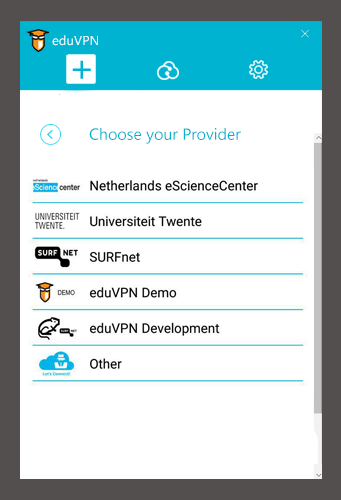 eduVPN
Choose your Provider
eScience center Netherlands eScienceCenter
UNIVERSITEIT
TWENTE.
Universiteit Twente
SURF NET SURFnet
DEMO eduVPN Demo
SURF NET eduVPN Development
Other
Let's Connect!